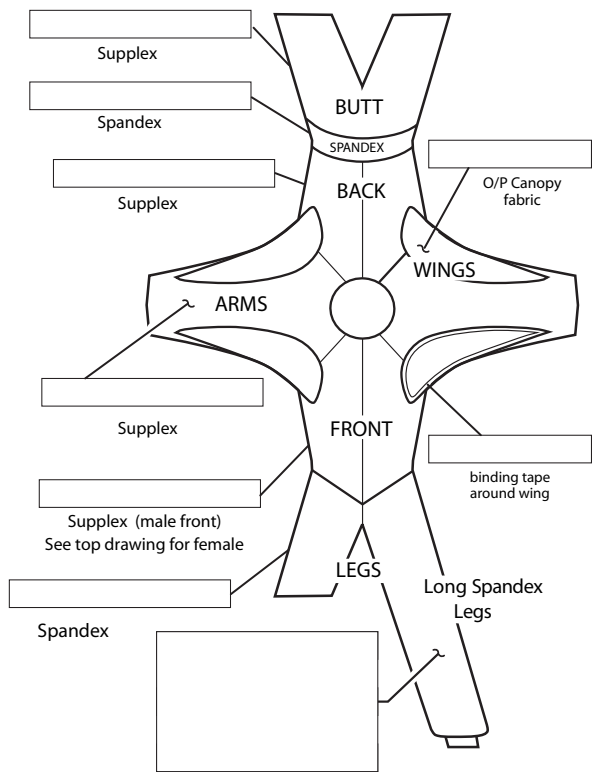 Supplex
BUTT
Spandex
SPANDEX
O/P Canopy
fabric
BACK
Supplex
WINGS
ARMS
Supplex
FRONT
binding tape
around wing
Supplex (male front)
See top drawing for female
LEGS
Long Spandex
Legs
Spandex